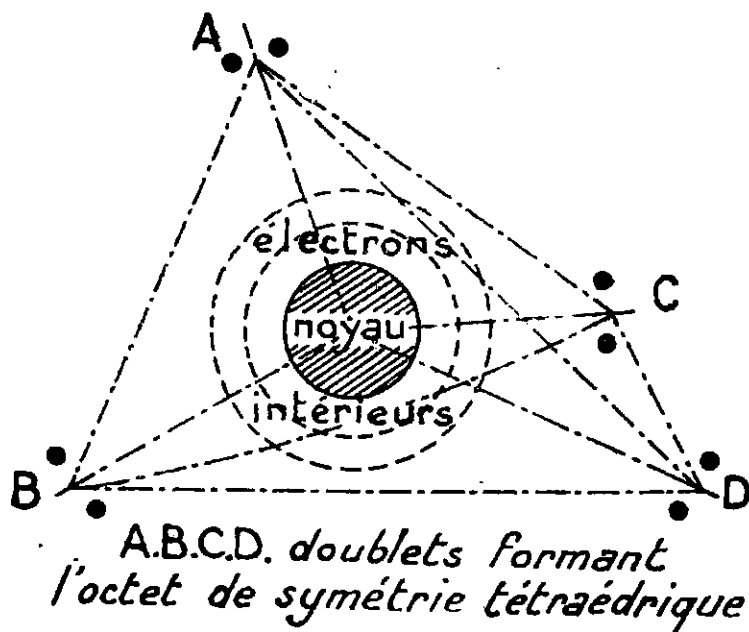 A
électrons
C
noyau
intérieurs
B
D
A.B.C.D. doublets formant
l'octet de symétrie tétraédrique